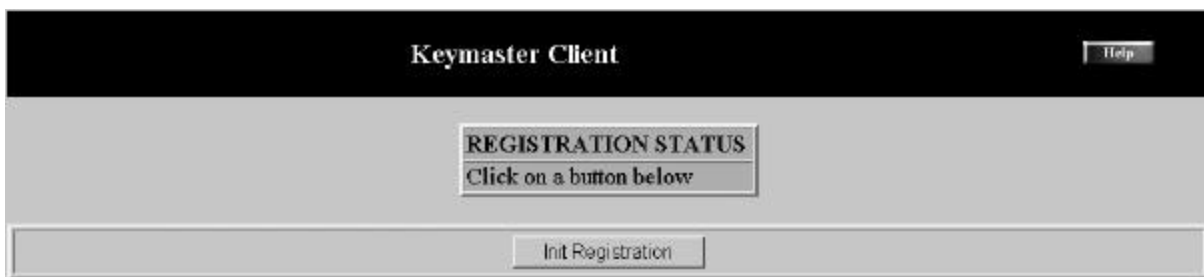 Keymaster Client
Help
REGISTRATION STATUS
Click on a button below
Init Registration